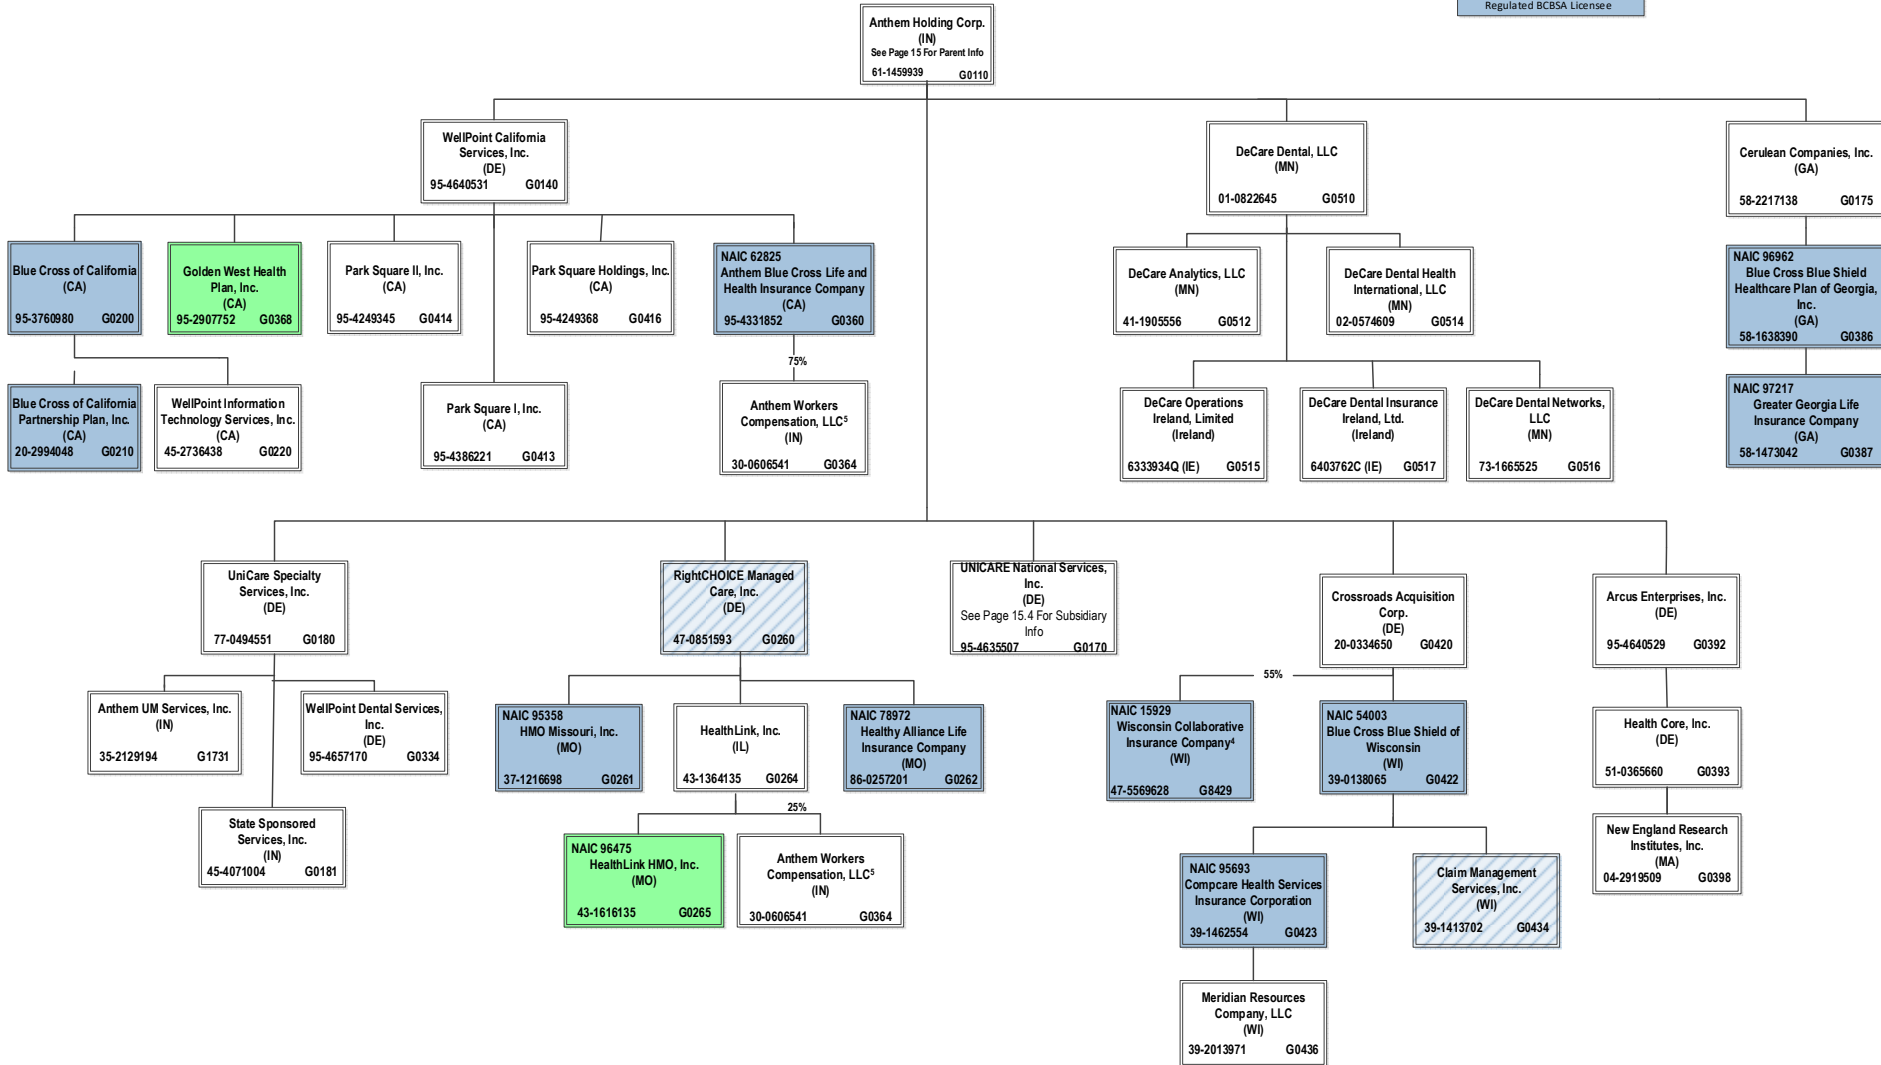 Regulated BCBSA Licensee
Anthem Holding Corp.
(IN)
See Page 15 For Parent Info
61-1459939 G0110
WellPoint California
Services, Inc.
(DE)
95-4640531 G0140
DeCare Dental, LLC
(MN)
01-0822645 G0510
Cerulean Companies, Inc.
(GA)
58-2217138 G0175
Blue Cross of California
(CA)
95-3760980 G0200
Golden West Health
Plan, Inc.
(CA)
95-2907752 G0368
Park Square II, Inc.
(CA)
95-4249345 G0414
Park Square Holdings, Inc.
(CA)
95-4249368 G0416
NAIC 62825
Anthem Blue Cross Life and
Health Insurance Company
(CA)
95-4331852 G0360
DeCare Analytics, LLC
(MN)
41-1905556 G0512
DeCare Dental Health
International, LLC
(MN)
02-0574609 G0514
NAIC 96962
Blue Cross Blue Shield
Healthcare Plan of Georgia,
Inc.
(GA)
58-1638390 G0386
75%
Blue Cross of California
Partnership Plan, Inc.
(CA)
20-2994048 G0210
WellPoint Information
Technology Services, Inc.
(CA)
45-2736438 G0220
Park Square I, Inc.
(CA)
95-4386221 G0413
Anthem Workers
Compensation, LLC⁵
(IN)
30-0606541 G0364
DeCare Operations
Ireland, Limited
(Ireland)
6333934Q (IE) G0515
DeCare Dental Insurance
Ireland, Ltd.
(Ireland)
6403762C (IE) G0517
DeCare Dental Networks,
LLC
(MN)
73-1665525 G0516
NAIC 97217
Greater Georgia Life
Insurance Company
(GA)
58-1473042 G0387
UniCare Specialty
Services, Inc.
(DE)
77-0494551 G0180
RightCHOICE Managed
Care, Inc.
(DE)
47-0851593 G0260
UNICARE National Services,
Inc.
(DE)
See Page 15.4 For Subsidiary
Info
95-4635507 G0170
Crossroads Acquisition
Corp.
(DE)
20-0334650 G0420
Arcus Enterprises, Inc.
(DE)
95-4640529 G0392
55%
Anthem UM Services, Inc.
(IN)
35-2129194 G1731
WellPoint Dental Services,
Inc.
(DE)
95-4657170 G0334
NAIC 95358
HMO Missouri, Inc.
(MO)
37-1216698 G0261
HealthLink, Inc.
(IL)
43-1364135 G0264
NAIC 78972
Healthy Alliance Life
Insurance Company
(MO)
86-0257201 G0262
NAIC 15929
Wisconsin Collaborative
Insurance Company⁴
(WI)
47-5569628 G8429
NAIC 54003
Blue Cross Blue Shield of
Wisconsin
(WI)
39-0138065 G0422
Health Core, Inc.
(DE)
51-0365660 G0393
State Sponsored
Services, Inc.
(IN)
45-4071004 G0181
25%
NAIC 96475
HealthLink HMO, Inc.
(MO)
43-1616135 G0265
Anthem Workers
Compensation, LLC⁵
(IN)
30-0606541 G0364
NAIC 95693
Compcare Health Services
Insurance Corporation
(WI)
39-1462554 G0423
Claim Management
Services, Inc.
(WI)
39-1413702 G0434
New England Research
Institutes, Inc.
(MA)
04-2919509 G0398
Meridian Resources
Company, LLC
(WI)
39-2013971 G0436